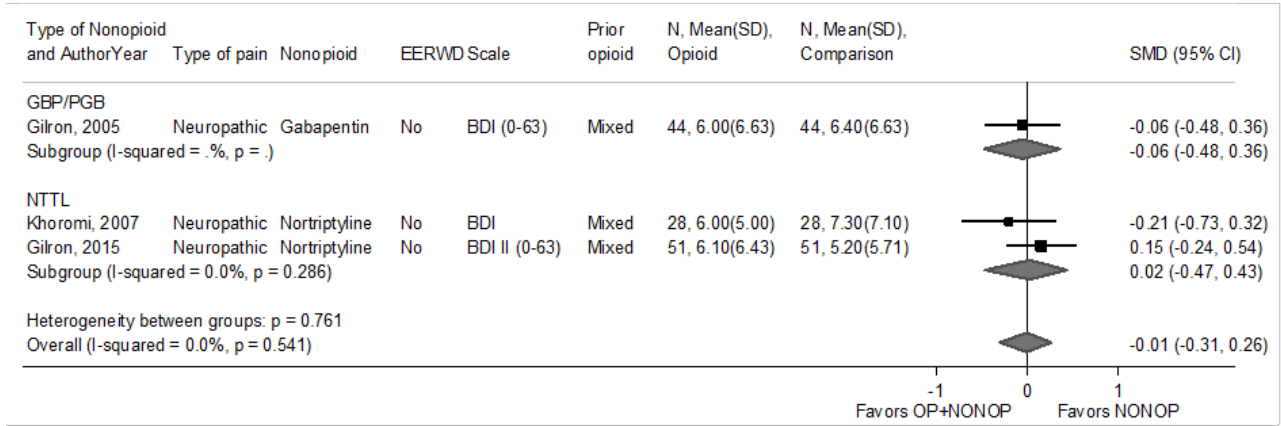 Type of Nonopioid Prior N, Mean(SD), N, Mean(SD),
and AuthorYear Type of pain Nonopioid EERWD Scale opioid Opioid Comparison SMD (95% CI)
GBP/PGB
Gilron, 2005 Neuropathic Gabapentin No BDI (0-63) Mixed 44, 6.00(6.63) 44, 6.40(6.63) -0.06 (-0.48, 0.36)
Subgroup (I-squared = .%, p = .) -0.06 (-0.48, 0.36)
NTTL
Khoromi, 2007 Neuropathic Nortriptyline No BDI Mixed 28, 6.00(5.00) 28, 7.30(7.10) -0.21 (-0.73, 0.32)
Gilron, 2015 Neuropathic Nortriptyline No BDI II (0-63) Mixed 51, 6.10(6.43) 51, 5.20(5.71) 0.15 (-0.24, 0.54)
Subgroup (I-squared = 0.0%, p = 0.286) 0.02 (-0.47, 0.43)
Heterogeneity between groups: p = 0.761
Overall (I-squared = 0.0%, p = 0.541) -0.01 (-0.31, 0.26)
-1 0 1
Favors OP+NONOP Favors NONOP